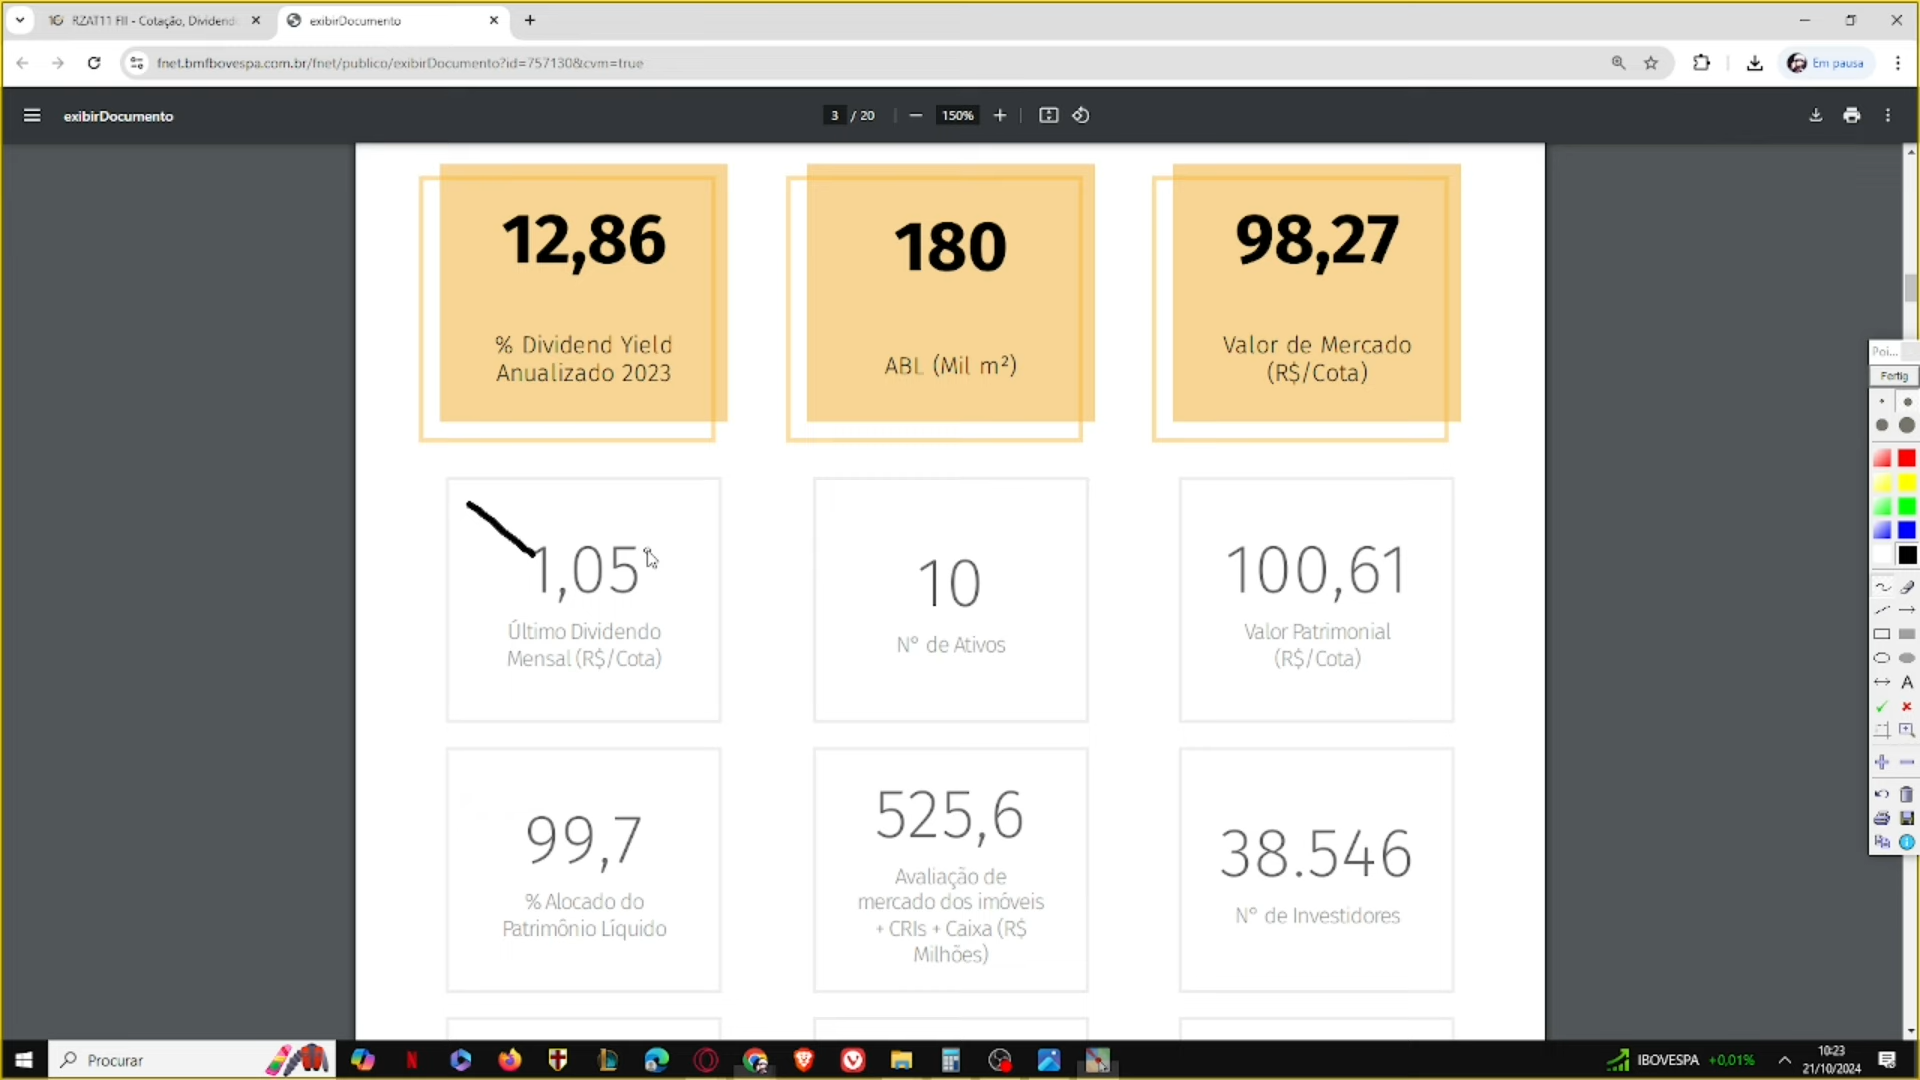 RZAT11 FII - Cotação, Dividend
exibirDocumento
fnet.bmfbovespa.com.br/fnet/publico/exibirDocumento?id=757130&cvm=true
Em pausa
exibirDocumento
3 / 20
150%
12,86
% Dividend Yield
Anualizado 2023
180
ABL (Mil m²)
98,27
Valor de Mercado
(R$/Cota)
1,05
Último Dividendo
Mensal (R$/Cota)
10
N° de Ativos
100,61
Valor Patrimonial
(R$/Cota)
99,7
% Alocado do
Patrimônio Líquido
525,6
Avaliação de
mercado dos imóveis
+ CRIs + Caixa (R$
Milhões)
38.546
N° de Investidores
Poi...
Fertig
A
Procurar
IBOVESPA +0,01%
10:23
21/10/2024